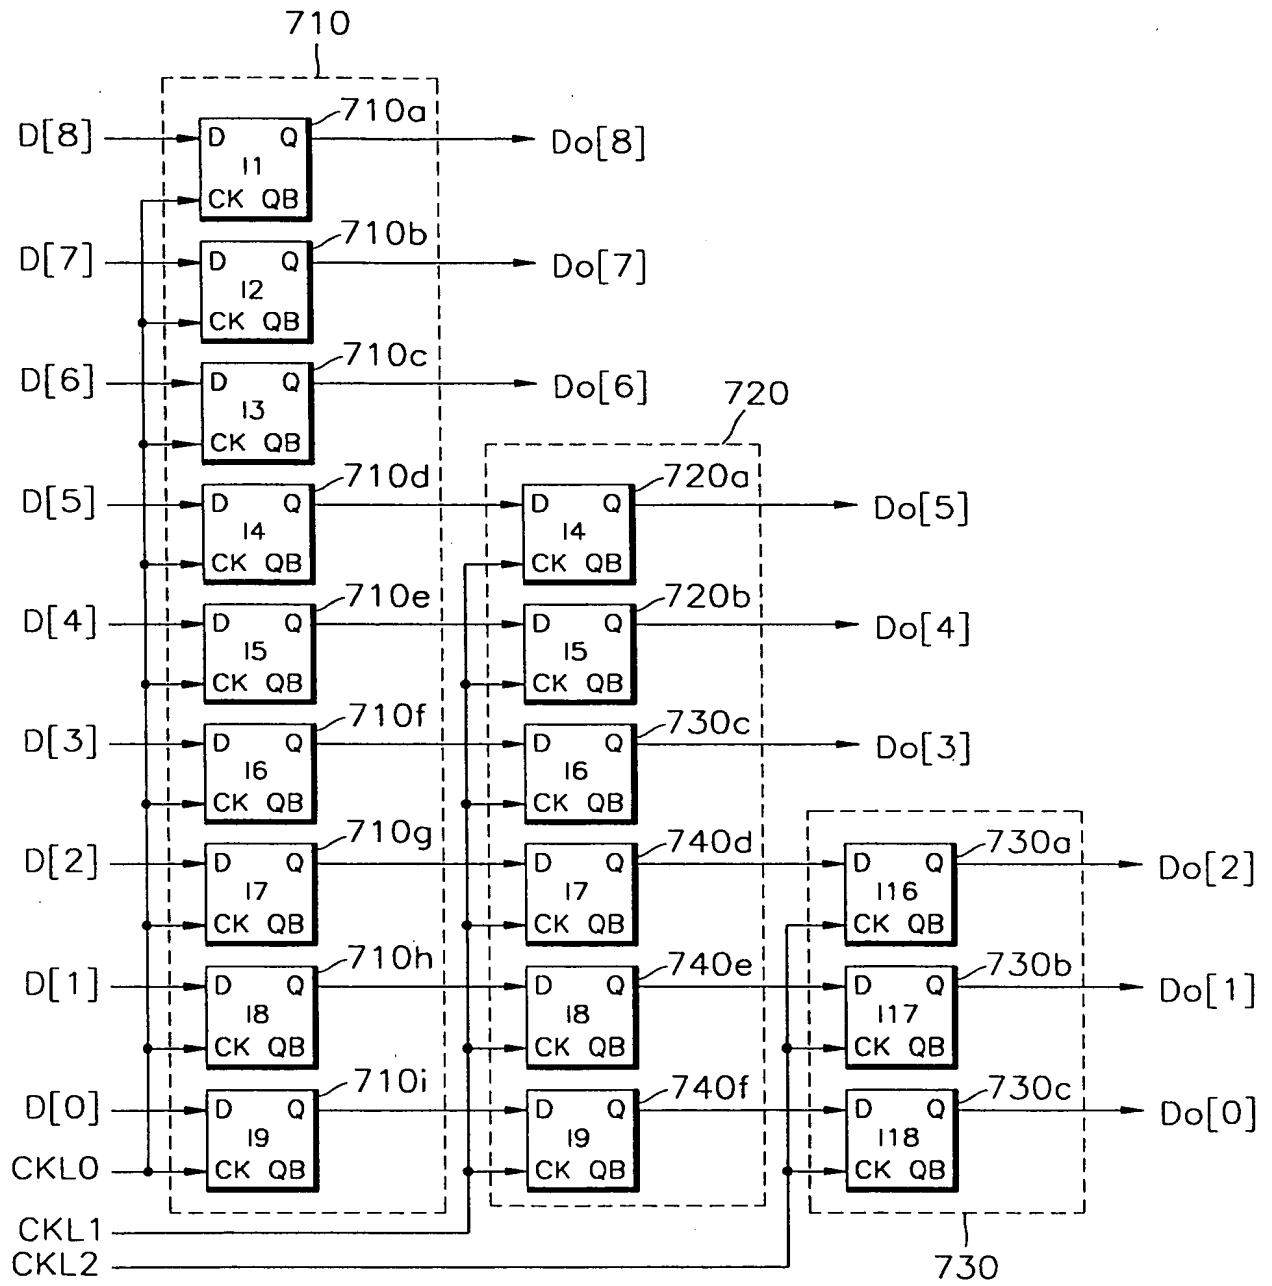 710
710a
D[8] D Q Do[8]
I1
CK QB
710b
D[7] D Q Do[7]
I2
CK QB
710c
D[6] D Q Do[6]
720
I3
CK QB
710d 720a
D[5] D Q D Q Do[5]
I4 I4
CK QB CK QB
710e 720b
D[4] D Q D Q Do[4]
I5 I5
CK QB CK QB
710f 730c
D[3] D Q D Q Do[3]
I6 I6
CK QB CK QB
710g 740d 730a
D[2] D Q D Q D Q Do[2]
I7 I7 I16
CK QB CK QB CK QB
710h 740e 730b
D[1] D Q D Q D Q Do[1]
I8 I8 I17
CK QB CK QB CK QB
710i 740f 730c
D[0] D Q D Q D Q Do[0]
I9 I9 I18
CKL0 CK QB CK QB CK QB
CKL1
CKL2 730